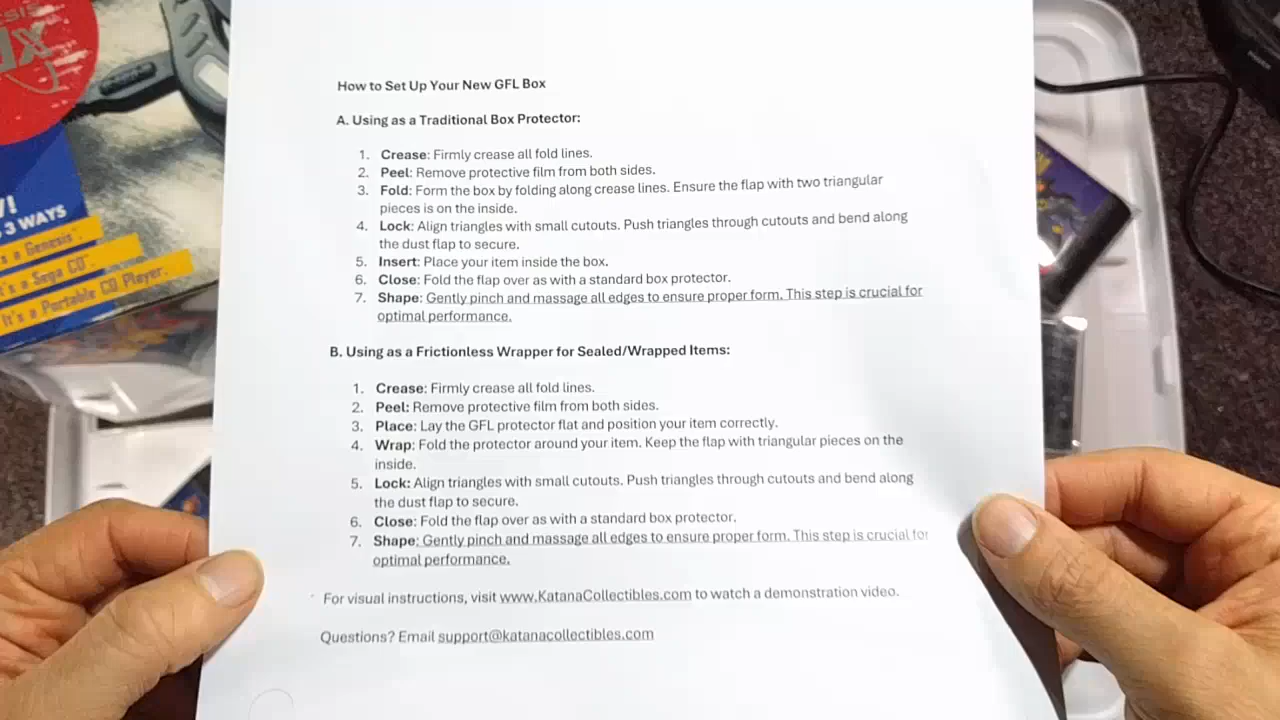 How to Set Up Your New GFL Box
A. Using as a Traditional Box Protector:
1. Crease: Firmly crease all fold lines.
2. Peel: Remove protective film from both sides.
3. Fold: Form the box by folding along crease lines. Ensure the flap with two triangular
pieces is on the inside.
4. Lock: Align triangles with small cutouts. Push triangles through cutouts and bend along
the dust flap to secure.
5. Insert: Place your item inside the box.
6. Close: Fold the flap over as with a standard box protector.
7. Shape: Gently pinch and massage all edges to ensure proper form. This step is crucial for
optimal performance.
B. Using as a Frictionless Wrapper for Sealed/Wrapped Items:
1. Crease: Firmly crease all fold lines.
2. Peel: Remove protective film from both sides.
3. Place: Lay the GFL protector flat and position your item correctly.
4. Wrap: Fold the protector around your item. Keep the flap with triangular pieces on the
inside.
5. Lock: Align triangles with small cutouts. Push triangles through cutouts and bend along
the dust flap to secure.
6. Close: Fold the flap over as with a standard box protector.
7. Shape: Gently pinch and massage all edges to ensure proper form. This step is crucial for
optimal performance.
For visual instructions, visit www.KatanaCollectibles.com to watch a demonstration video.
Questions? Email support@katanacollectibles.com
3 WAYS
s a Genesis™.
t's a Sega CD™.
It's a Portable CD Player.
POWER